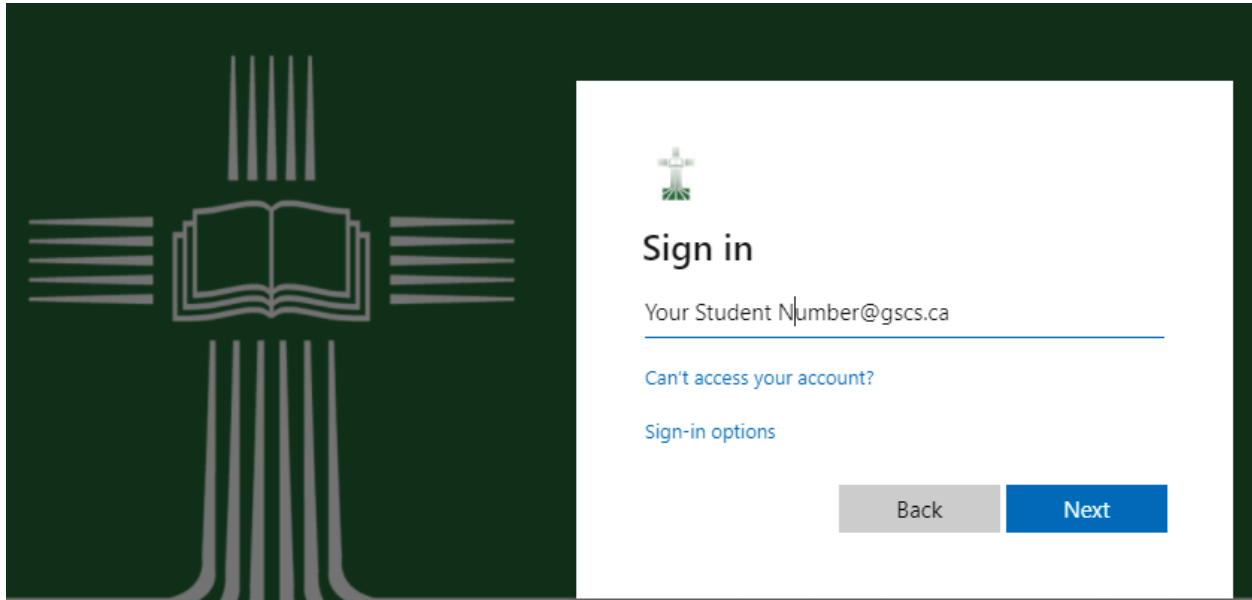 Sign in
Your Student Number@gscs.ca
Can't access your account?
Sign-in options
Back
Next